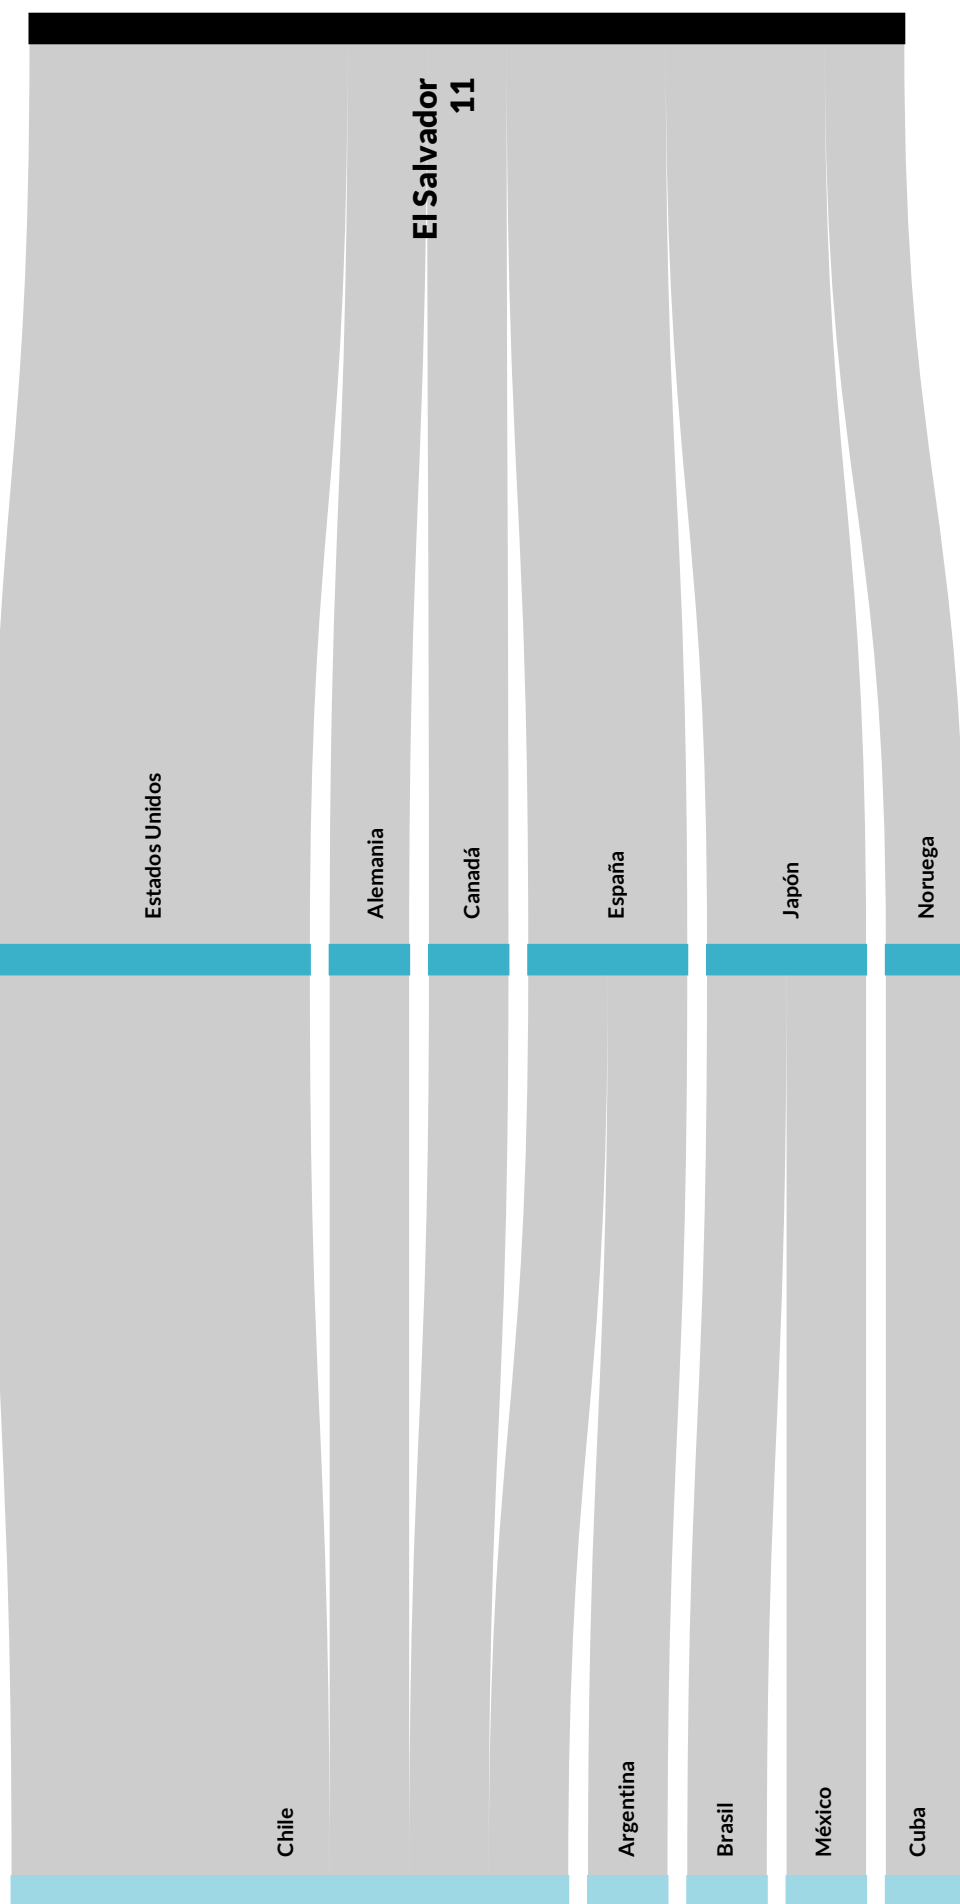 El Salvador
11
Estados Unidos
Alemania
Canadá
España
Japón
Noruega
Chile
Argentina
Brasil
México
Cuba